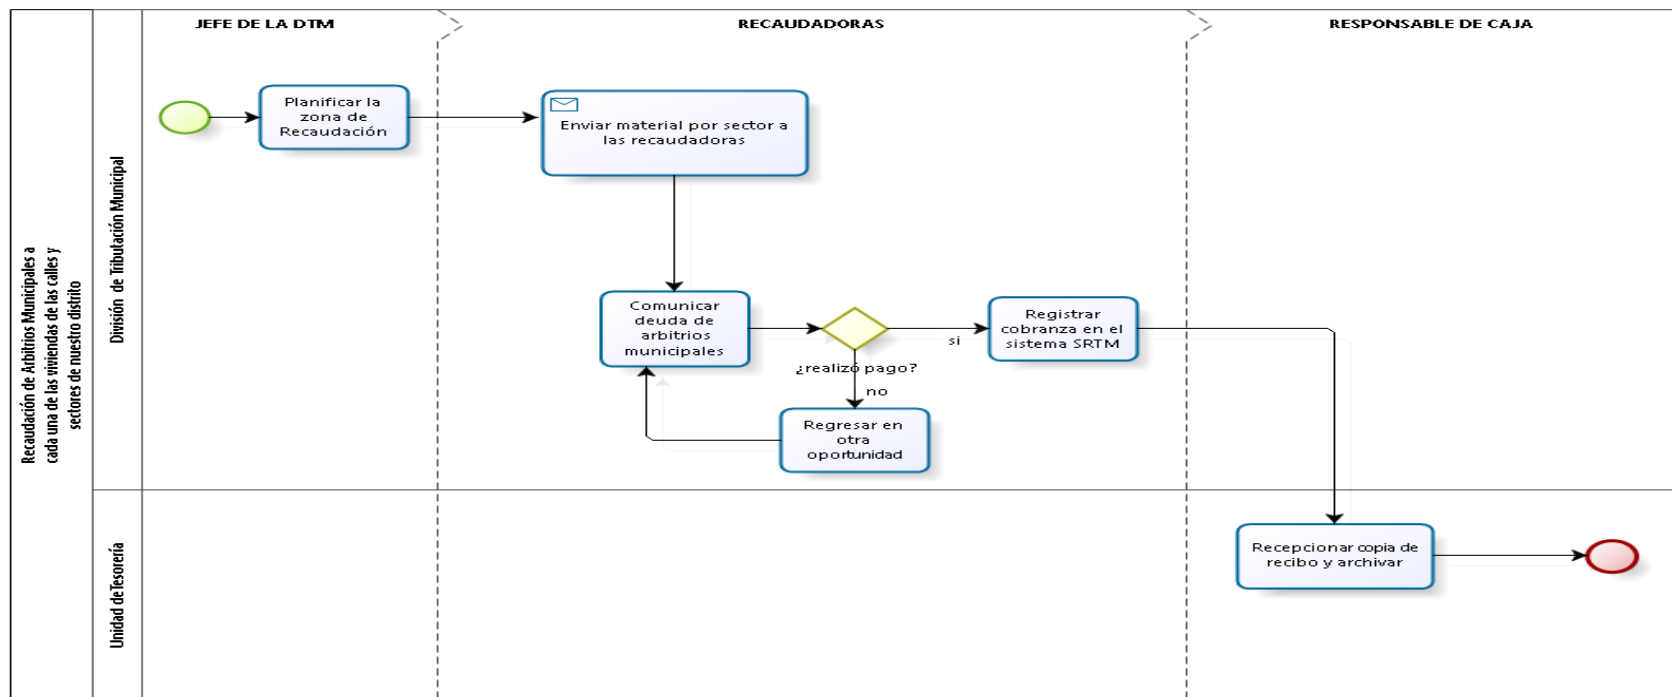 JEFE DE LA DTM
RECAUDADORAS
RESPONSABLE DE CAJA
Recaudación de Arbitrios Municipales a
cada una de las viviendas de las calles y
sectores de nuestro distrito
División de Tributación Municipal
Planificar la
zona de
Recaudación
Enviar material por sector a
las recaudadoras
Comunicar
deuda de
arbitrios
municipales
¿realizó pago?
si
no
Registrar
cobranza en el
sistema SRTM
Regresar en
otra
oportunidad
Unidad de Tesorería
Recepcionar copia de
recibo y archivar